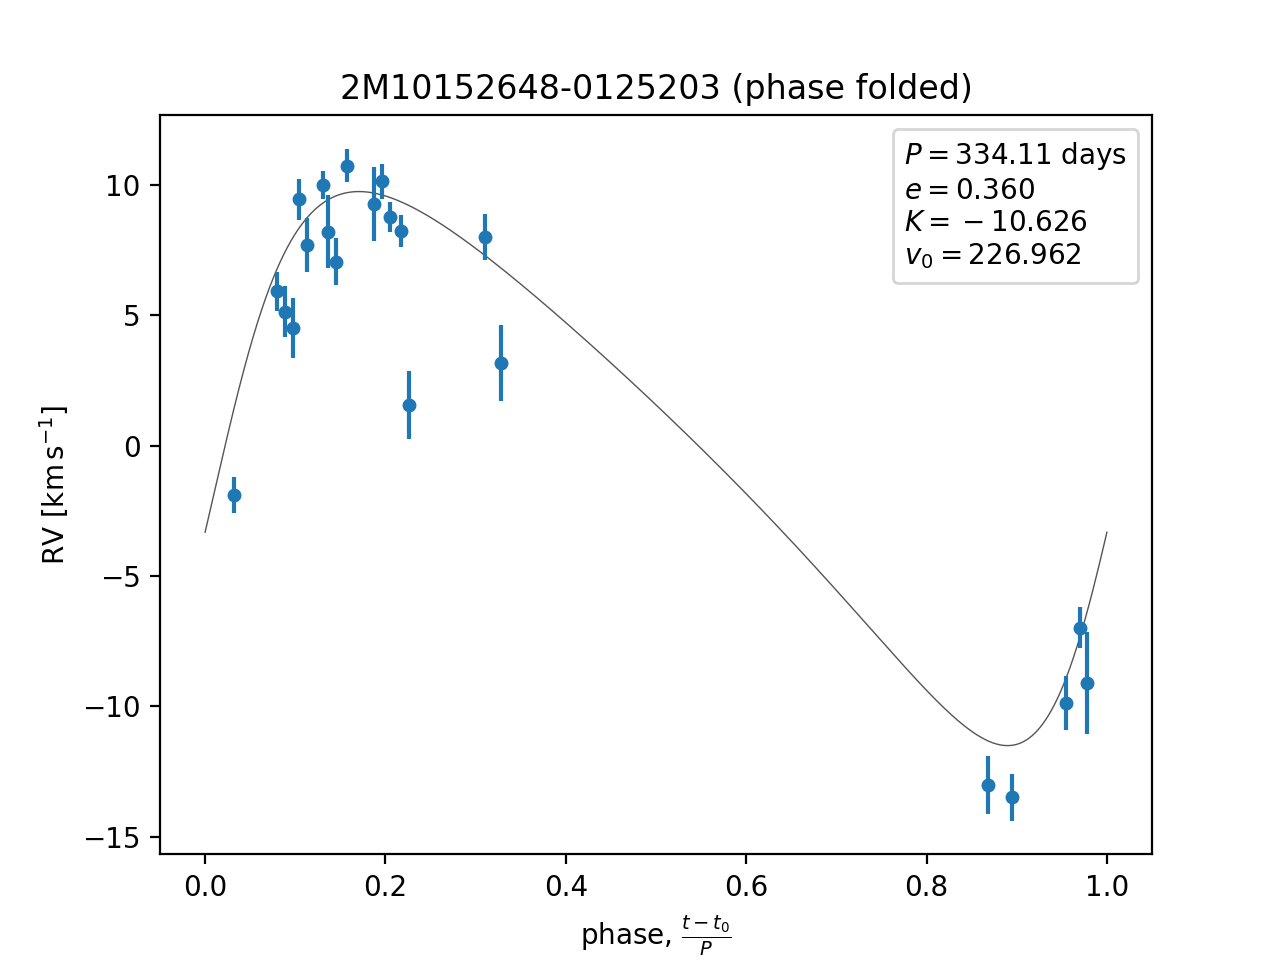 2M10152648-0125203 (phase folded)
P = 334.11 days
e = 0.360
K = −10.626
v₀ = 226.962
RV [km s⁻¹]
10
5
0
−5
−10
−15
0.0 0.2 0.4 0.6 0.8 1.0
phase, (t − t₀)/P